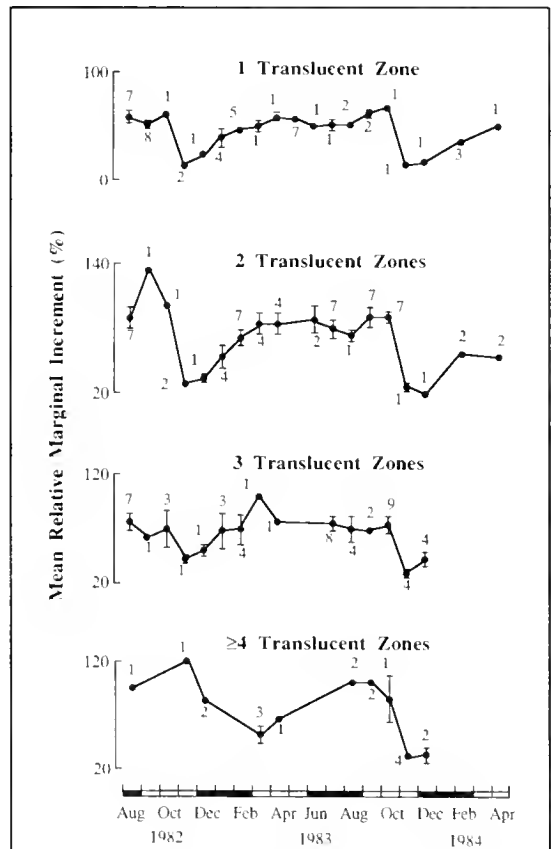 Mean Relative Marginal Increment (%)
1 Translucent Zone
100
0
7 8 1 2 1 4 5 1 1 7 1 1 2 2 1 1 1 3 1
2 Translucent Zones
140
20
7 1 1 2 1 4 7 4 4 2 7 1 7 7 1 1 2 2
3 Translucent Zones
120
20
7 1 3 1 1 3 4 1 1 8 4 2 9 4 4
≥4 Translucent Zones
120
20
1 1 2 3 1 2 2 1 4 2
Aug Oct Dec Feb Apr Jun Aug Oct Dec Feb Apr
1982 1983 1984